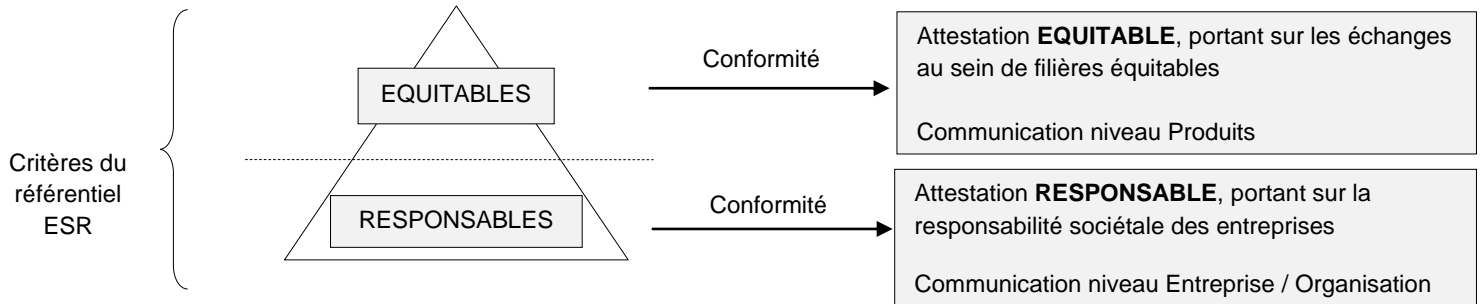 Critères du
référentiel
ESR
EQUITABLES
Conformité
Attestation EQUITABLE, portant sur les échanges
au sein de filières équitables
Communication niveau Produits
RESPONSABLES
Conformité
Attestation RESPONSABLE, portant sur la
responsabilité sociétale des entreprises
Communication niveau Entreprise / Organisation